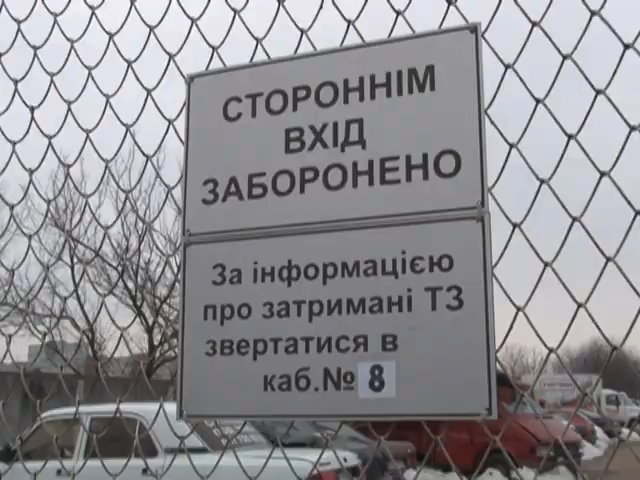 СТОРОННІМ
ВХІД
ЗАБОРОНЕНО
За інформацією
про затримані ТЗ
звертатися в
каб.№ 8